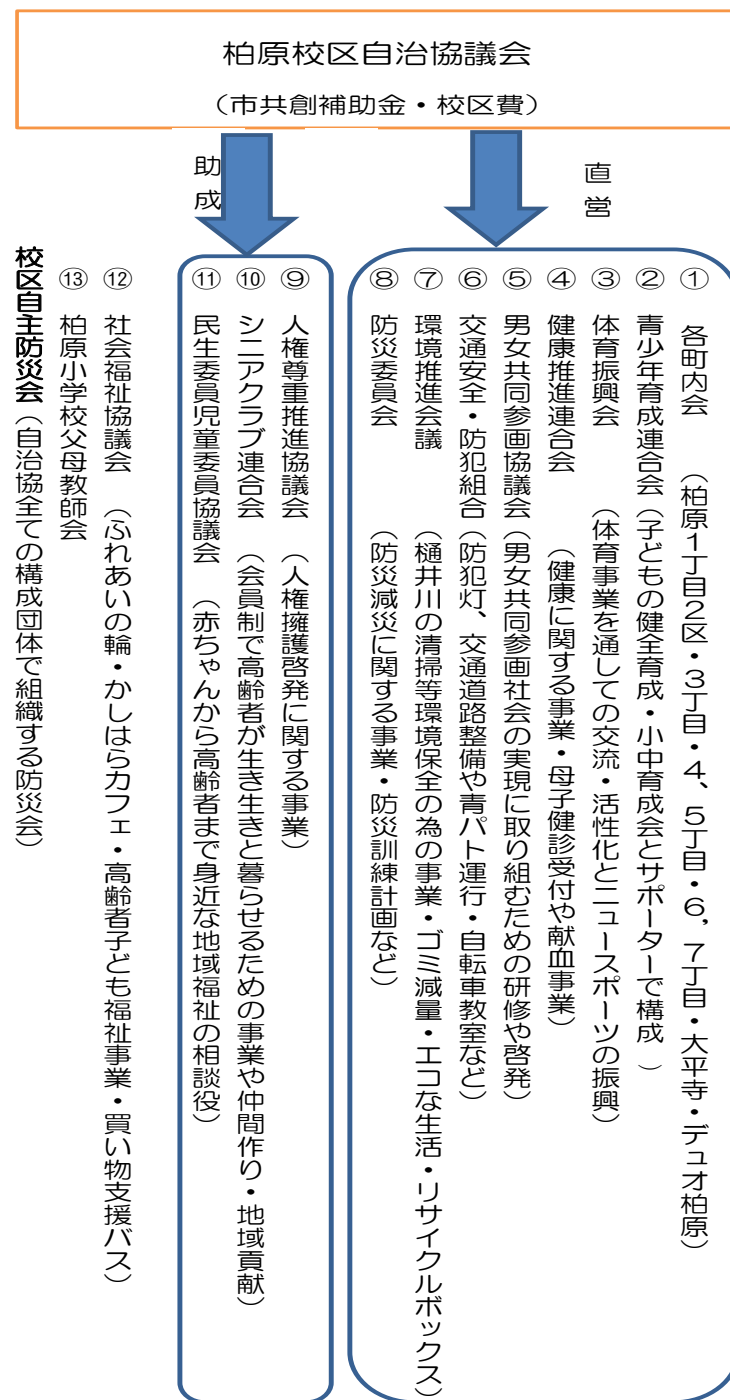 柏原校区自治協議会
（市共創補助金・校区費）
直営
助成
① 各町内会 （柏原１丁目２区・３丁目・４、５丁目・６，７丁目・大平寺・デュオ柏原）
② 青少年育成連合会（子どもの健全育成・小中育成会とサポーターで構成 ）
③ 体育振興会 （体育事業を通しての交流・活性化とニュースポーツの振興）
④ 健康推進連合会 （健康に関する事業・母子健診受付や献血事業）
⑤ 男女共同参画協議会（男女共同参画社会の実現に取り組むための研修や啓発）
⑥ 交通安全・防犯組合（防犯灯、交通道路整備や青パト運行・自転車教室など）
⑦ 環境推進会議 （樋井川の清掃等環境保全の為の事業・ゴミ減量・エコな生活・リサイクルボックス）
⑧ 防災委員会 （防災減災に関する事業・防災訓練計画など）
⑨ 人権尊重推進協議会 （人権擁護啓発に関する事業）
⑩ シニアクラブ連合会 （会員制で高齢者が生き生きと暮らせるための事業や仲間作り・地域貢献）
⑪ 民生委員児童委員協議会 （赤ちゃんから高齢者まで身近な地域福祉の相談役）
⑫ 社会福祉協議会 （ふれあいの輪・かしはらカフェ・高齢者子ども福祉事業・買い物支援バス）
⑬ 柏原小学校父母教師会
校区自主防災会（自治協全ての構成団体で組織する防災会）